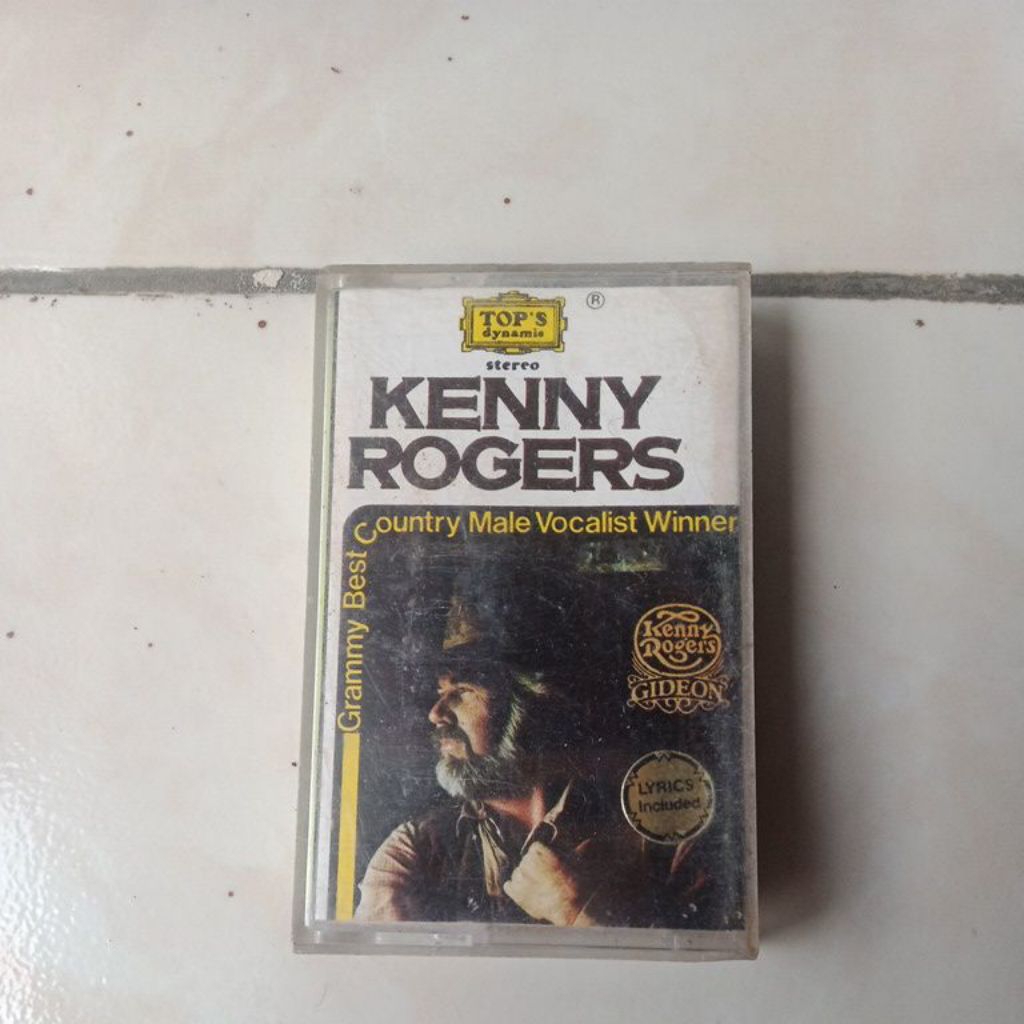 TOP'S
dynamic
®
stereo
KENNY
ROGERS
Grammy Best Country Male Vocalist Winner
Kenny
Rogers
GIDEON
LYRICS
Included